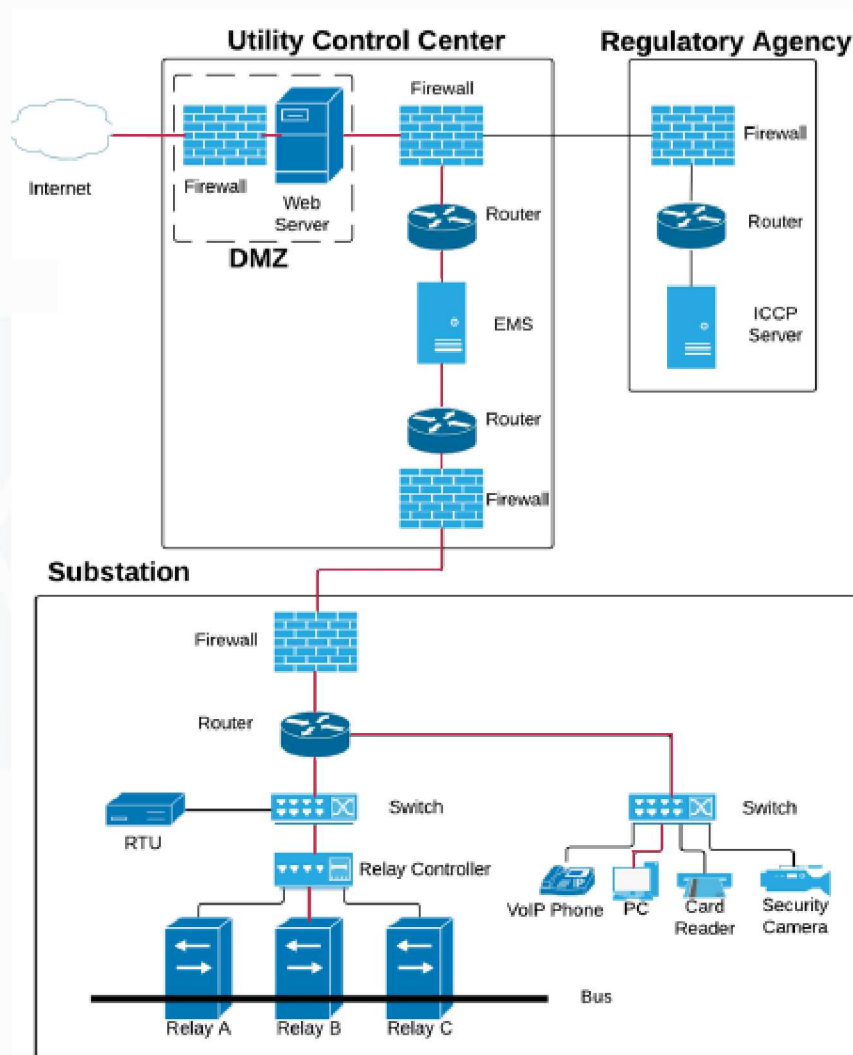 Utility Control Center
Regulatory Agency
Firewall
Firewall
Internet
Firewall
Web
Server
Router
Router
DMZ
EMS
ICCP
Server
Router
Firewall
Substation
Firewall
Router
RTU
Switch
Switch
Relay Controller
VoIP Phone
PC
Card
Reader
Security
Camera
IP
Bus
Relay A
Relay B
Relay C